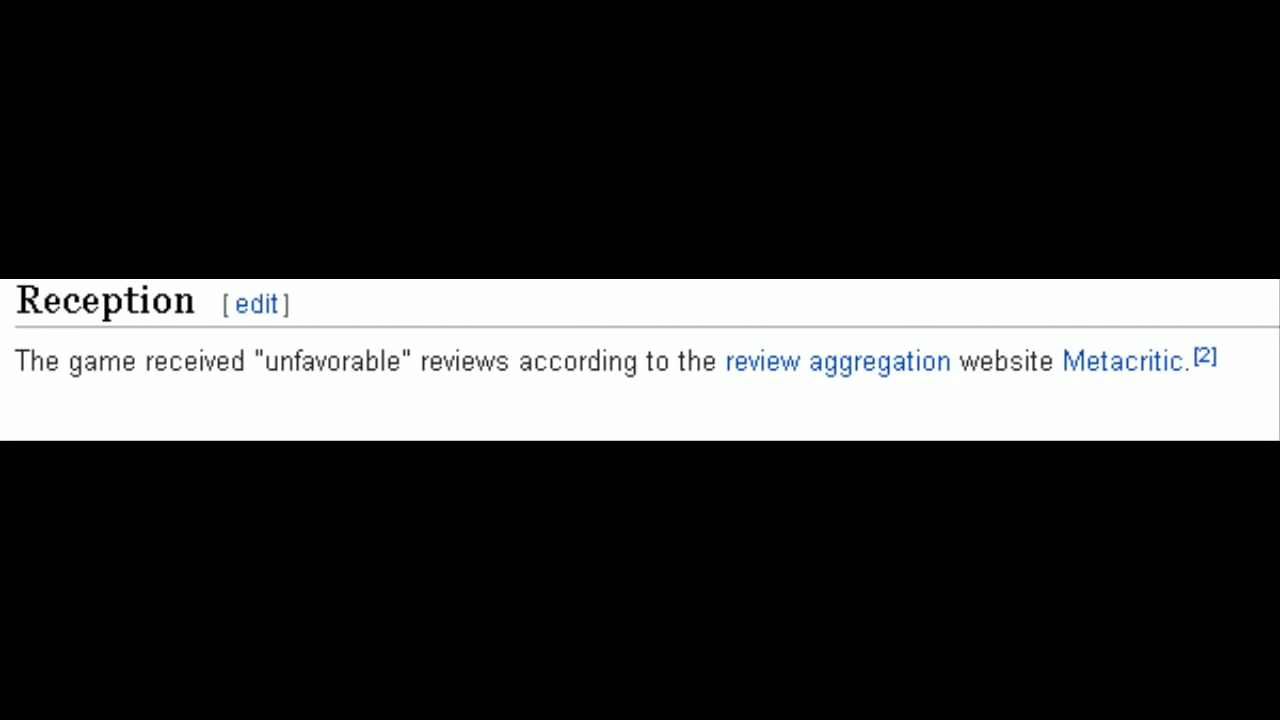 Reception [ edit ]
The game received "unfavorable" reviews according to the review aggregation website Metacritic.[2]